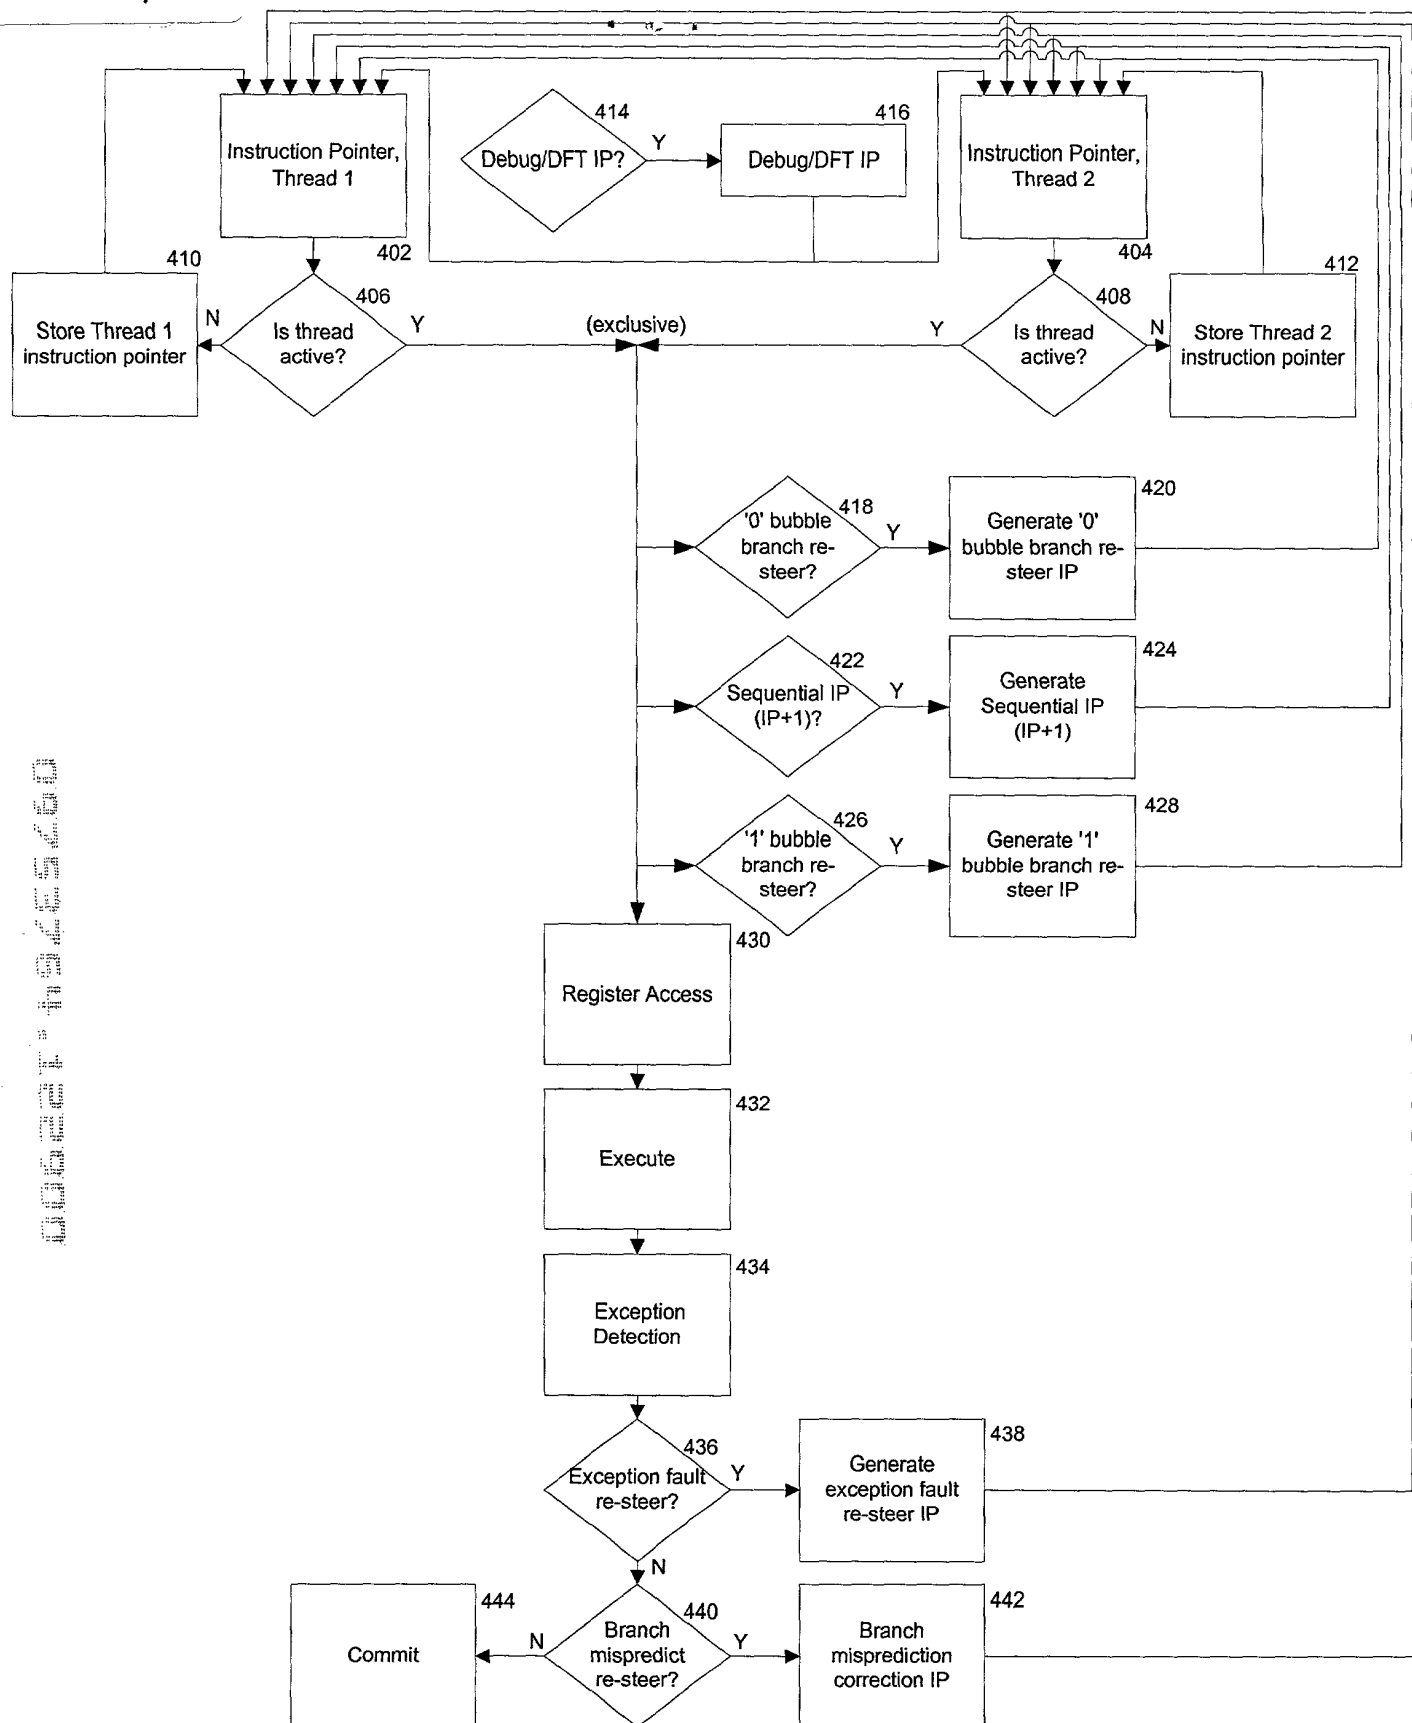 414
416
Y
Instruction Pointer,
Thread 1
Debug/DFT IP?
Debug/DFT IP
Instruction Pointer,
Thread 2
402
404
410
412
406
408
N
Y
(exclusive)
Y
N
Store Thread 1
instruction pointer
Is thread
active?
Is thread
active?
Store Thread 2
instruction pointer
418
420
'0' bubble
branch re-
steer?
Y
Generate '0'
bubble branch re-
steer IP
422
424
Sequential IP
(IP+1)?
Y
Generate
Sequential IP
(IP+1)
426
428
'1' bubble
branch re-
steer?
Y
Generate '1'
bubble branch re-
steer IP
430
Register Access
432
Execute
434
Exception
Detection
436
438
Exception fault
re-steer?
Y
Generate
exception fault
re-steer IP
N
444
440
442
Commit
N
Branch
mispredict
re-steer?
Y
Branch
misprediction
correction IP